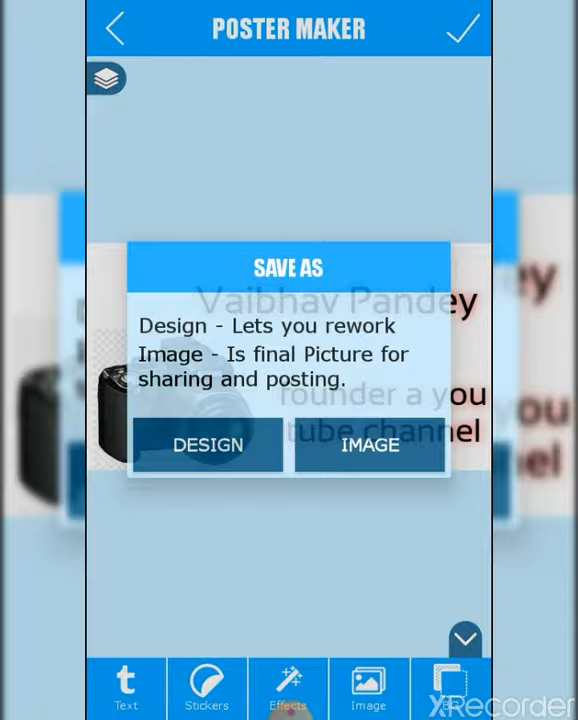 POSTER MAKER
SAVE AS
Vaibhav Pandey
Design - Lets you rework
Image - Is final Picture for
sharing and posting.
rounder a you
tube channel
DESIGN
IMAGE
Text
Stickers
Effects
Image
XRecorder